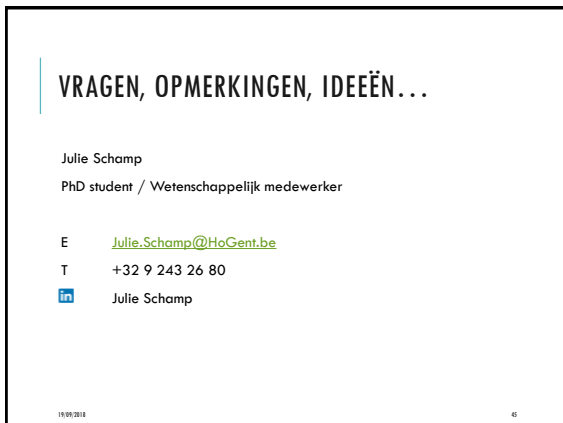 VRAGEN, OPMERKINGEN, IDEEËN...
Julie Schamp
PhD student / Wetenschappelijk medewerker
E Julie.Schamp@HoGent.be
T +32 9 243 26 80
in Julie Schamp
19/09/2018 45